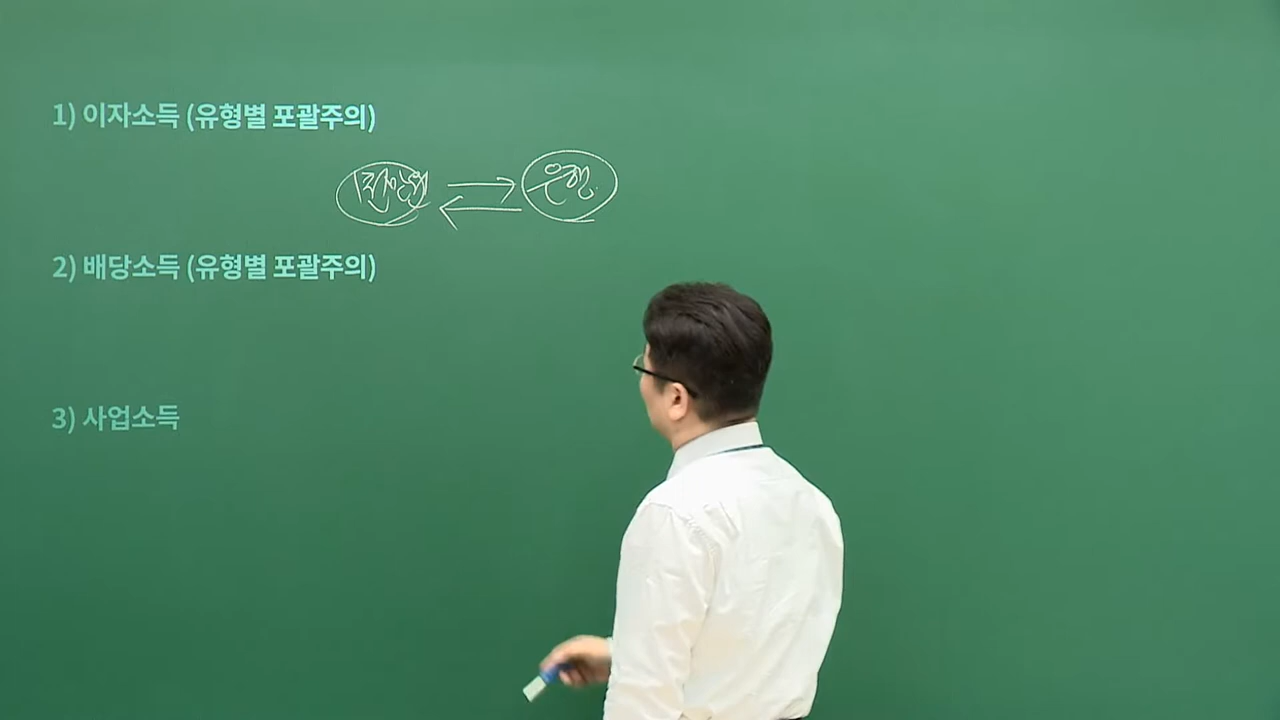 1) 이자소득 (유형별 포괄주의)
은행
2) 배당소득 (유형별 포괄주의)
3) 사업소득